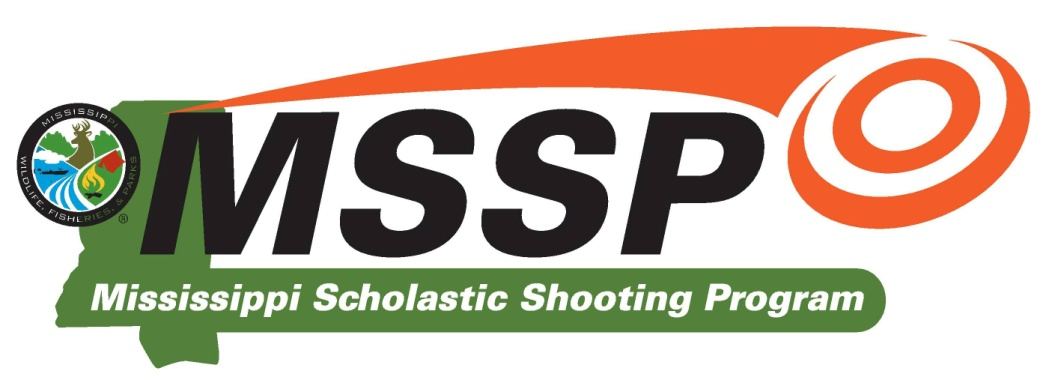 MISSISSIPPI
WILDLIFE, FISHERIES, & PARKS
®
MSSP
Mississippi Scholastic Shooting Program